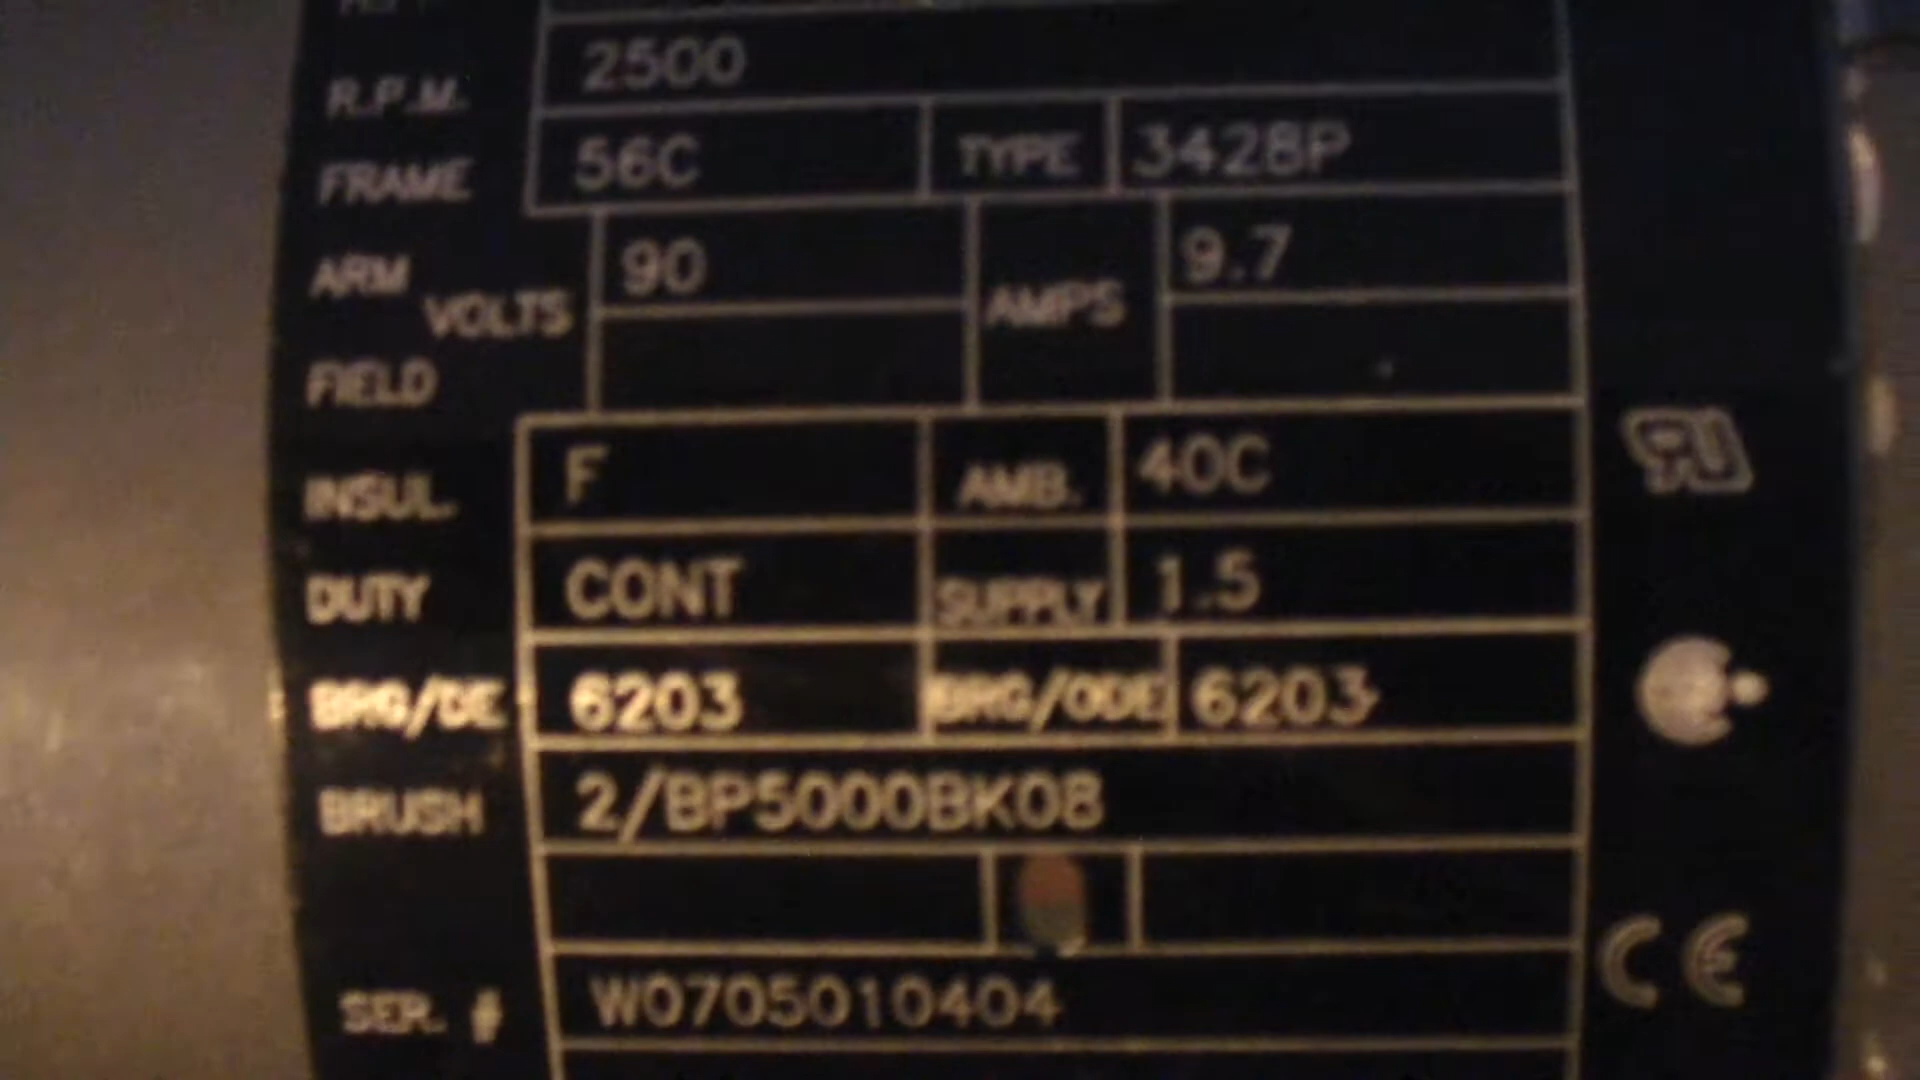 R.P.M. 2500
FRAME 56C TYPE 3428P
ARM 90 9.7
VOLTS AMPS
FIELD
INSUL. F AMB. 40C
DUTY CONT SUPPLY 1.5
BRG/DE 6203 BRG/ODE 6203
BRUSH 2/BP5000BK08
SER. # W0705010404
CE